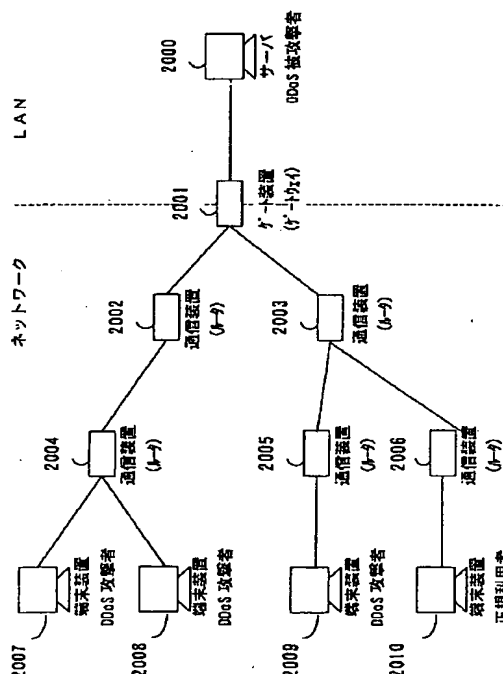 ネットワーク
LAN
2000
サーバ
DDoS 被攻撃者
2001
ゲート装置
(ゲートウェイ)
2002
通信装置
(ルータ)
2003
通信装置
(ルータ)
2004
通信装置
(ルータ)
2005
通信装置
(ルータ)
2006
通信装置
(ルータ)
2007
端末装置
DDoS 攻撃者
2008
端末装置
DDoS 攻撃者
2009
端末装置
DDoS 攻撃者
2010
端末装置
正規利用者